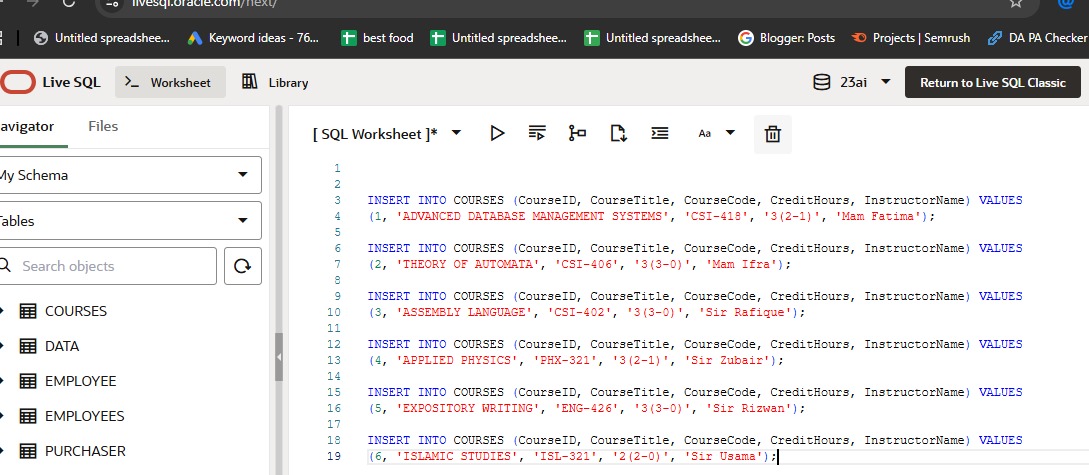 livesql.oracle.com/next/
Untitled spreadshee... Keyword ideas - 76... best food Untitled spreadshee... Untitled spreadshee... Blogger: Posts Projects | Semrush DA PA Checker
Live SQL >_ Worksheet Library 23ai Return to Live SQL Classic
avigator Files
[ SQL Worksheet ]* Aa
My Schema
Tables
Search objects
COURSES
DATA
EMPLOYEE
EMPLOYEES
PURCHASER
1
2
3 INSERT INTO COURSES (CourseID, CourseTitle, CourseCode, CreditHours, InstructorName) VALUES
4 (1, 'ADVANCED DATABASE MANAGEMENT SYSTEMS', 'CSI-418', '3(2-1)', 'Mam Fatima');
5
6 INSERT INTO COURSES (CourseID, CourseTitle, CourseCode, CreditHours, InstructorName) VALUES
7 (2, 'THEORY OF AUTOMATA', 'CSI-406', '3(3-0)', 'Mam Ifra');
8
9 INSERT INTO COURSES (CourseID, CourseTitle, CourseCode, CreditHours, InstructorName) VALUES
10 (3, 'ASSEMBLY LANGUAGE', 'CSI-402', '3(3-0)', 'Sir Rafique');
11
12 INSERT INTO COURSES (CourseID, CourseTitle, CourseCode, CreditHours, InstructorName) VALUES
13 (4, 'APPLIED PHYSICS', 'PHX-321', '3(2-1)', 'Sir Zubair');
14
15 INSERT INTO COURSES (CourseID, CourseTitle, CourseCode, CreditHours, InstructorName) VALUES
16 (5, 'EXPOSITORY WRITING', 'ENG-426', '3(3-0)', 'Sir Rizwan');
17
18 INSERT INTO COURSES (CourseID, CourseTitle, CourseCode, CreditHours, InstructorName) VALUES
19 (6, 'ISLAMIC STUDIES', 'ISL-321', '2(2-0)', 'Sir Usama');